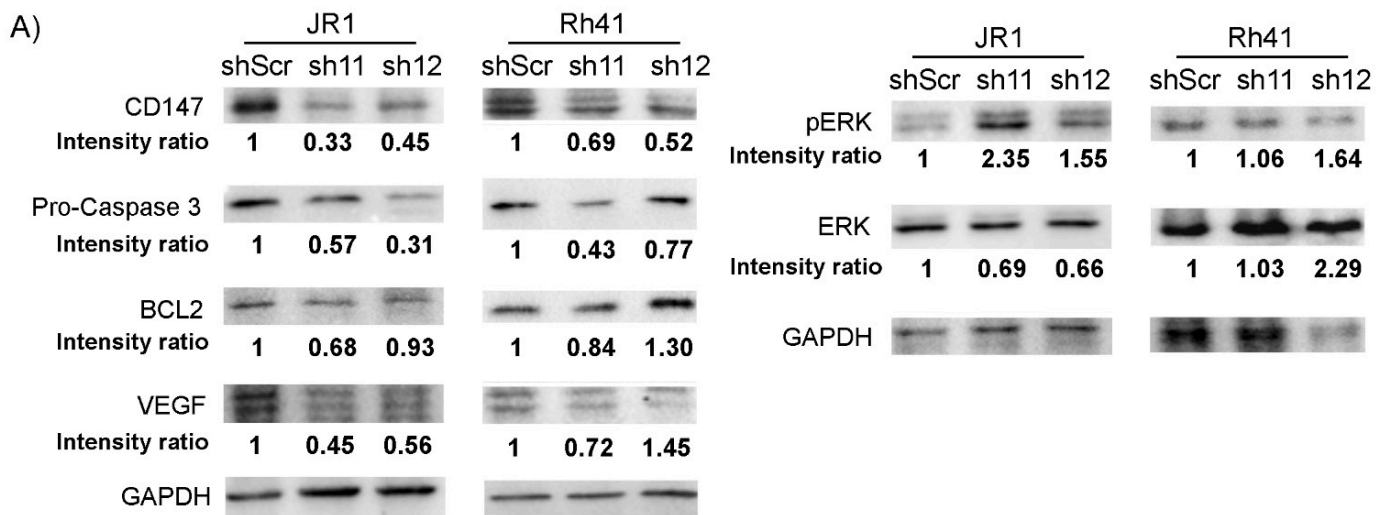 A)
JR1 Rh41
shScr sh11 sh12 shScr sh11 sh12
CD147
Intensity ratio 1 0.33 0.45 1 0.69 0.52
Pro-Caspase 3
Intensity ratio 1 0.57 0.31 1 0.43 0.77
BCL2
Intensity ratio 1 0.68 0.93 1 0.84 1.30
VEGF
Intensity ratio 1 0.45 0.56 1 0.72 1.45
GAPDH
JR1 Rh41
shScr sh11 sh12 shScr sh11 sh12
pERK
Intensity ratio 1 2.35 1.55 1 1.06 1.64
ERK
Intensity ratio 1 0.69 0.66 1 1.03 2.29
GAPDH